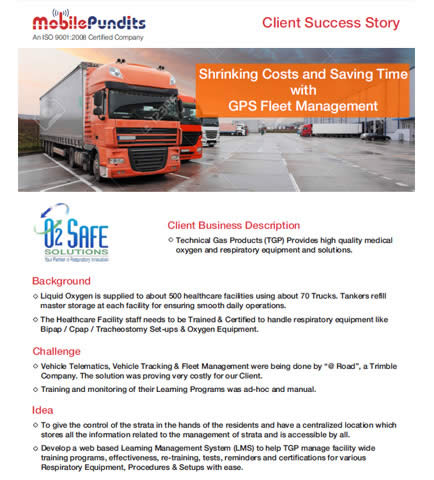 MobilePundits
An ISO 9001:2008 Certified Company
Client Success Story
Shrinking Costs and Saving Time
with
GPS Fleet Management
O2 SAFE
SOLUTIONS
Your Partner in Respiratory Innovation
Client Business Description
◇ Technical Gas Products (TGP) Provides high quality medical
oxygen and respiratory equipment and solutions.
Background
◇ Liquid Oxygen is supplied to about 500 healthcare facilities using about 70 Trucks. Tankers refill
master storage at each facility for ensuring smooth daily operations.
◇ The Healthcare Facility staff needs to be Trained & Certified to handle respiratory equipment like
Bipap / Cpap / Tracheostomy Set-ups & Oxygen Equipment.
Challenge
◇ Vehicle Telematics, Vehicle Tracking & Fleet Management were being done by “@ Road”, a Trimble
Company. The solution was proving very costly for our Client.
◇ Training and monitoring of their Learning Programs was ad-hoc and manual.
Idea
◇ To give the control of the strata in the hands of the residents and have a centralized location which
stores all the information related to the management of strata and is accessible by all.
◇ Develop a web based Learning Management System (LMS) to help TGP manage facility wide
training programs, effectiveness, re-training, tests, reminders and certifications for various
Respiratory Equipment, Procedures & Setups with ease.